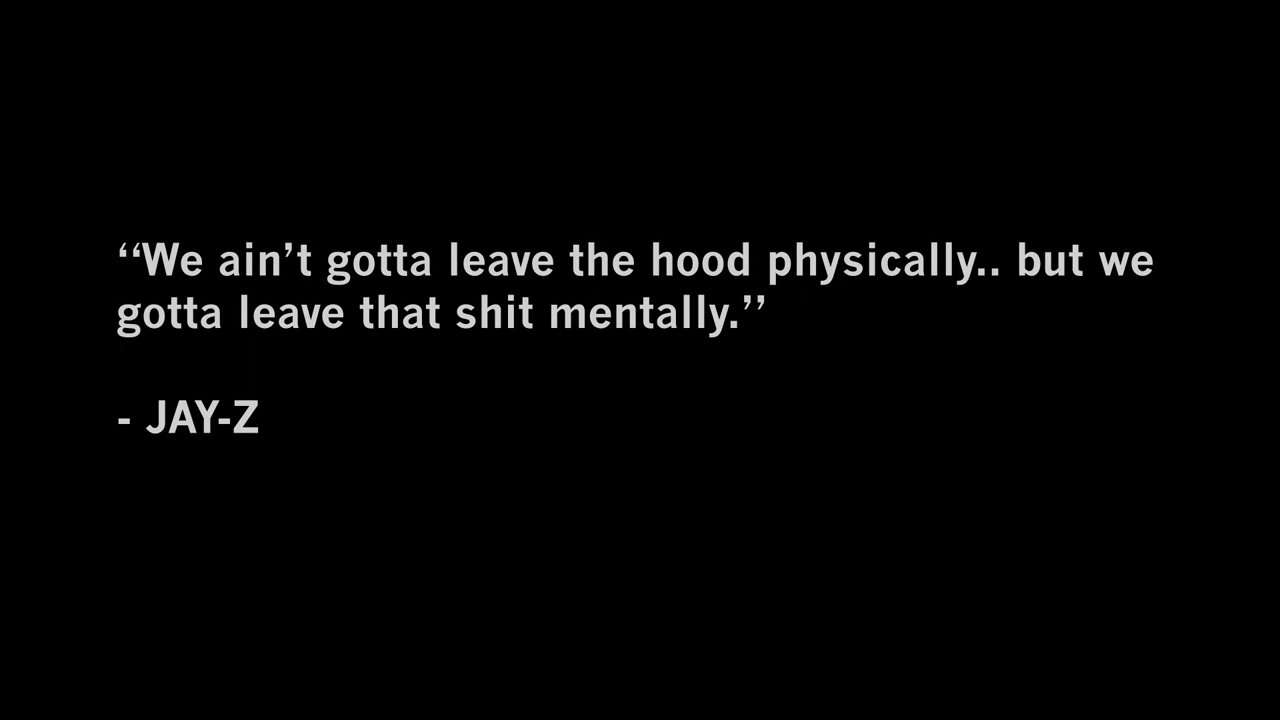 ‘‘We ain’t gotta leave the hood physically.. but we
gotta leave that shit mentally.’’
- JAY-Z